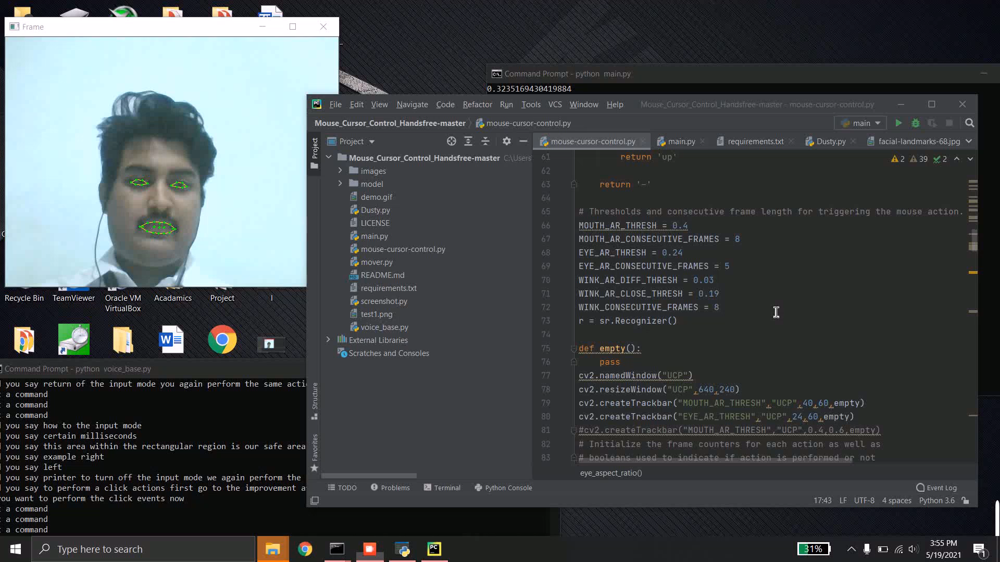 Frame
Command Prompt - python main.py
0.3235169430419884
PC
File Edit View Navigate Code Refactor Run Tools VCS Window Help Mouse_Cursor_Control_Handsfree-master - mouse-cursor-control.py
Mouse_Cursor_Control_Handsfree-master mouse-cursor-control.py
main
Project
Project
mouse-cursor-control.py main.py requirements.txt Dusty.py facial-landmarks-68.jpg
Mouse_Cursor_Control_Handsfree-master C:\Users
images
model
demo.gif
Dusty.py
LICENSE
main.py
mouse-cursor-control.py
mover.py
README.md
requirements.txt
screenshot.py
test1.png
voice_base.py
External Libraries
Scratches and Consoles
2 39 2
61 return 'up'
62
63 return '-'
64
65 # Thresholds and consecutive frame length for triggering the mouse action.
66 MOUTH_AR_THRESH = 0.4
67 MOUTH_AR_CONSECUTIVE_FRAMES = 8
68 EYE_AR_THRESH = 0.24
69 EYE_AR_CONSECUTIVE_FRAMES = 5
70 WINK_AR_DIFF_THRESH = 0.03
71 WINK_AR_CLOSE_THRESH = 0.19
72 WINK_CONSECUTIVE_FRAMES = 8
73 r = sr.Recognizer()
74
75 def empty():
76 pass
77 cv2.namedWindow("UCP")
78 cv2.resizeWindow("UCP",640,240)
79 cv2.createTrackbar("MOUTH_AR_THRESH","UCP",40,60,empty)
80 cv2.createTrackbar("EYE_AR_THRESH","UCP",24,60,empty)
81 #cv2.createTrackbar("MOUTH_AR_THRESH","UCP",0.4,0.6,empty)
82 # Initialize the frame counters for each action as well as
83 # booleans used to indicate if action is performed or not
eye_aspect_ratio()
Structure
Favorites
TODO Problems Terminal Python Console Event Log
17:43 LF UTF-8 4 spaces Python 3.6
Recycle Bin
TeamViewer
Oracle VM
VirtualBox
Acadamics
Project
Command Prompt - python voice_base.py
you say return of the input mode you again perform the same
a command
a command
a command
you say how to the input mode
you say certain milliseconds
you say this area within the rectangular region is our safe area
you say example right
you say left
you say printer to turn off the input mode we again perform the
you say to perform a click actions first go to the improvement
you want to perform the click events now
a command
a command
a command
Type here to search
31%
3:55 PM
5/19/2021
1